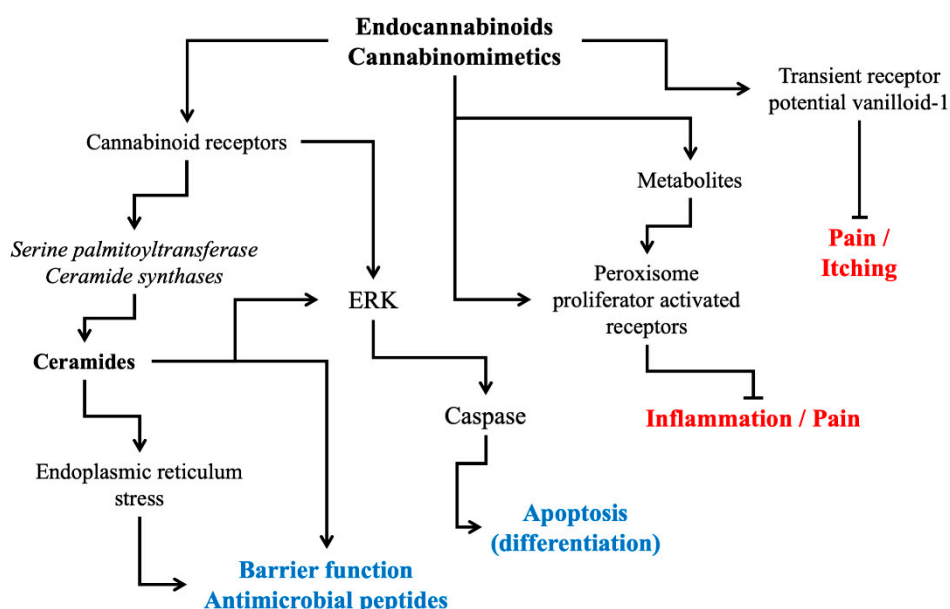 Endocannabinoids
Cannabinomimetics
Transient receptor
potential vanilloid-1
Cannabinoid receptors
Metabolites
Serine palmitoyltransferase
Ceramide synthases
Pain /
Itching
Peroxisome
proliferator activated
receptors
ERK
Ceramides
Caspase
Inflammation / Pain
Endoplasmic reticulum
stress
Apoptosis
(differentiation)
Barrier function
Antimicrobial peptides